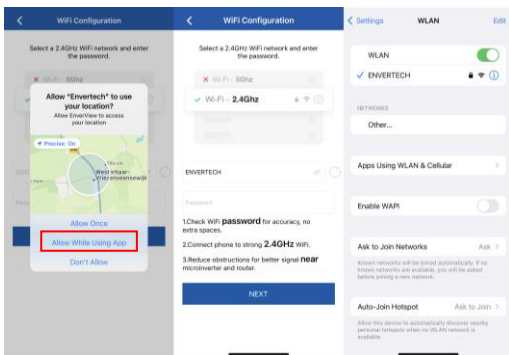 WiFi Configuration
Select a 2.4GHz WiFi network and enter
the password.
Wi-Fi - 5Ghz
Allow "Envertech" to use
your location?
Allow EnverView to access
your location
Precise: On
Allow Once
Allow While Using App
Don't Allow
WiFi Configuration
Select a 2.4GHz WiFi network and enter
the password.
Wi-Fi - 5Ghz
Wi-Fi - 2.4Ghz
ENVERTECH
Password
1.Check WiFi password for accuracy, no
extra spaces.
2.Connect phone to strong 2.4GHz WiFi.
3.Reduce obstructions for better signal near
microinverter and router.
NEXT
Settings
WLAN
Edit
WLAN
ENVERTECH
NETWORKS
Other...
Apps Using WLAN & Cellular
Enable WAPI
Ask to Join Networks
Ask
Known networks will be joined automatically. If no
known networks are available, you will be asked
before joining a new network.
Auto-Join Hotspot
Ask to Join
Allow this device to automatically discover nearby
personal hotspots when no WLAN network is
available.